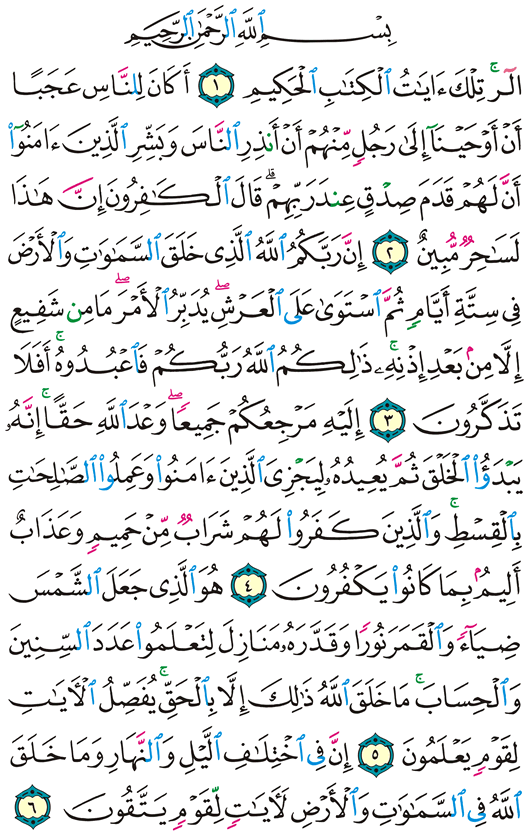 بِسْمِ ٱللَّهِ ٱلرَّحْمَٰنِ ٱلرَّحِيمِ
الٓرۚ تِلْكَ ءَايَٰتُ ٱلْكِتَٰبِ ٱلْحَكِيمِ ١ أَكَانَ لِلنَّاسِ عَجَبًا
أَنْ أَوْحَيْنَآ إِلَىٰ رَجُلٍ مِّنْهُمْ أَنْ أَنذِرِ ٱلنَّاسَ وَبَشِّرِ ٱلَّذِينَ ءَامَنُوٓا۟
أَنَّ لَهُمْ قَدَمَ صِدْقٍ عِندَ رَبِّهِمْۗ قَالَ ٱلْكَٰفِرُونَ إِنَّ هَٰذَا
لَسَٰحِرٌ مُّبِينٌ ٢ إِنَّ رَبَّكُمُ ٱللَّهُ ٱلَّذِى خَلَقَ ٱلسَّمَٰوَٰتِ وَٱلْأَرْضَ
فِى سِتَّةِ أَيَّامٍ ثُمَّ ٱسْتَوَىٰ عَلَى ٱلْعَرْشِۖ يُدَبِّرُ ٱلْأَمْرَۖ مَا مِن شَفِيعٍ
إِلَّا مِنۢ بَعْدِ إِذْنِهِۦۚ ذَٰلِكُمُ ٱللَّهُ رَبُّكُمْ فَٱعْبُدُوهُۚ أَفَلَا
تَذَكَّرُونَ ٣ إِلَيْهِ مَرْجِعُكُمْ جَمِيعًاۖ وَعْدَ ٱللَّهِ حَقًّاۚ إِنَّهُۥ
يَبْدَؤُا۟ ٱلْخَلْقَ ثُمَّ يُعِيدُهُۥ لِيَجْزِىَ ٱلَّذِينَ ءَامَنُوا۟ وَعَمِلُوا۟ ٱلصَّٰلِحَٰتِ
بِٱلْقِسْطِۚ وَٱلَّذِينَ كَفَرُوا۟ لَهُمْ شَرَابٌ مِّنْ حَمِيمٍ وَعَذَابٌ
أَلِيمٌۢ بِمَا كَانُوا۟ يَكْفُرُونَ ٤ هُوَ ٱلَّذِى جَعَلَ ٱلشَّمْسَ
ضِيَآءً وَٱلْقَمَرَ نُورًا وَقَدَّرَهُۥ مَنَازِلَ لِتَعْلَمُوا۟ عَدَدَ ٱلسِّنِينَ
وَٱلْحِسَابَۚ مَا خَلَقَ ٱللَّهُ ذَٰلِكَ إِلَّا بِٱلْحَقِّۚ يُفَصِّلُ ٱلْءَايَٰتِ
لِقَوْمٍ يَعْلَمُونَ ٥ إِنَّ فِى ٱخْتِلَٰفِ ٱلَّيْلِ وَٱلنَّهَارِ وَمَا خَلَقَ
ٱللَّهُ فِى ٱلسَّمَٰوَٰتِ وَٱلْأَرْضِ لَءَايَٰتٍ لِّقَوْمٍ يَتَّقُونَ ٦